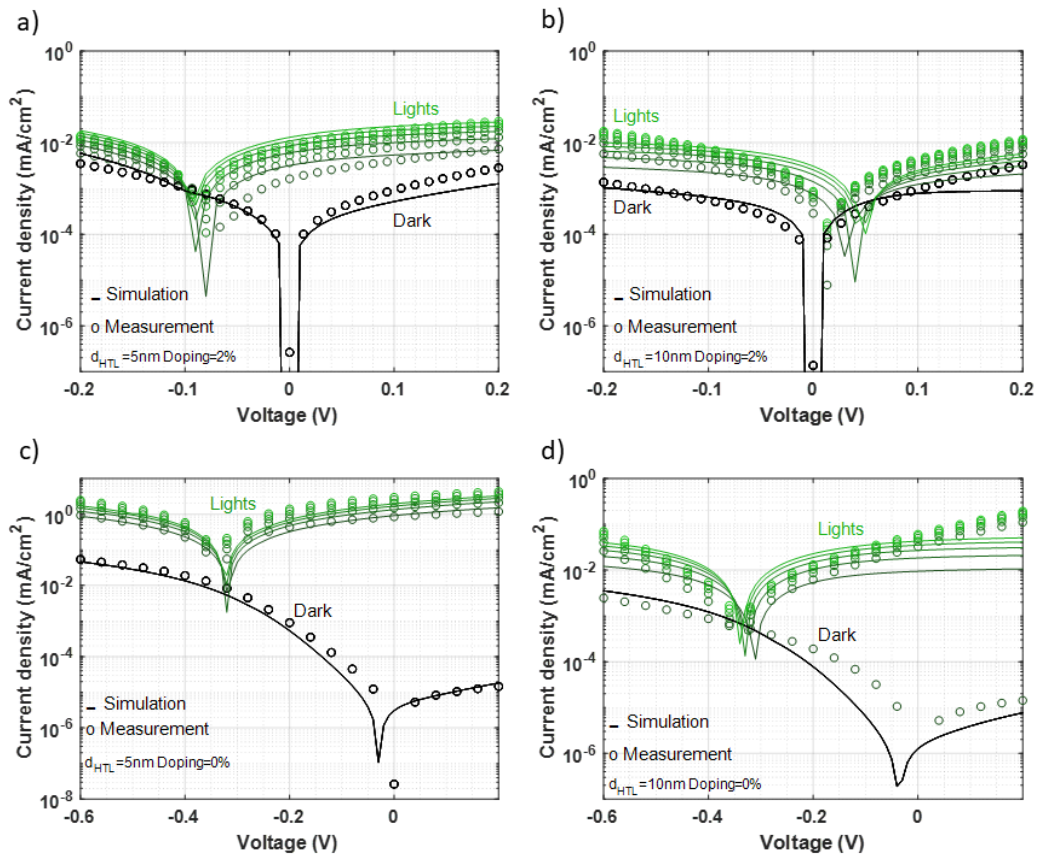 a)
Current density (mA/cm²)
10⁰
10⁻²
10⁻⁴
10⁻⁶
Lights
Dark
– Simulation
o Measurement
d_HTL =5nm Doping=2%
-0.2 -0.1 0 0.1 0.2
Voltage (V)
b)
Current density (mA/cm²)
10⁰
10⁻²
10⁻⁴
10⁻⁶
Lights
Dark
– Simulation
o Measurement
d_HTL =10nm Doping=2%
-0.2 -0.1 0 0.1 0.2
Voltage (V)
c)
Current density (mA/cm²)
10⁰
10⁻²
10⁻⁴
10⁻⁶
10⁻⁸
Lights
Dark
– Simulation
o Measurement
d_HTL =5nm Doping=0%
-0.6 -0.4 -0.2 0
Voltage (V)
d)
Current density (mA/cm²)
10⁰
10⁻²
10⁻⁴
10⁻⁶
Lights
Dark
– Simulation
o Measurement
d_HTL =10nm Doping=0%
-0.6 -0.4 -0.2 0
Voltage (V)